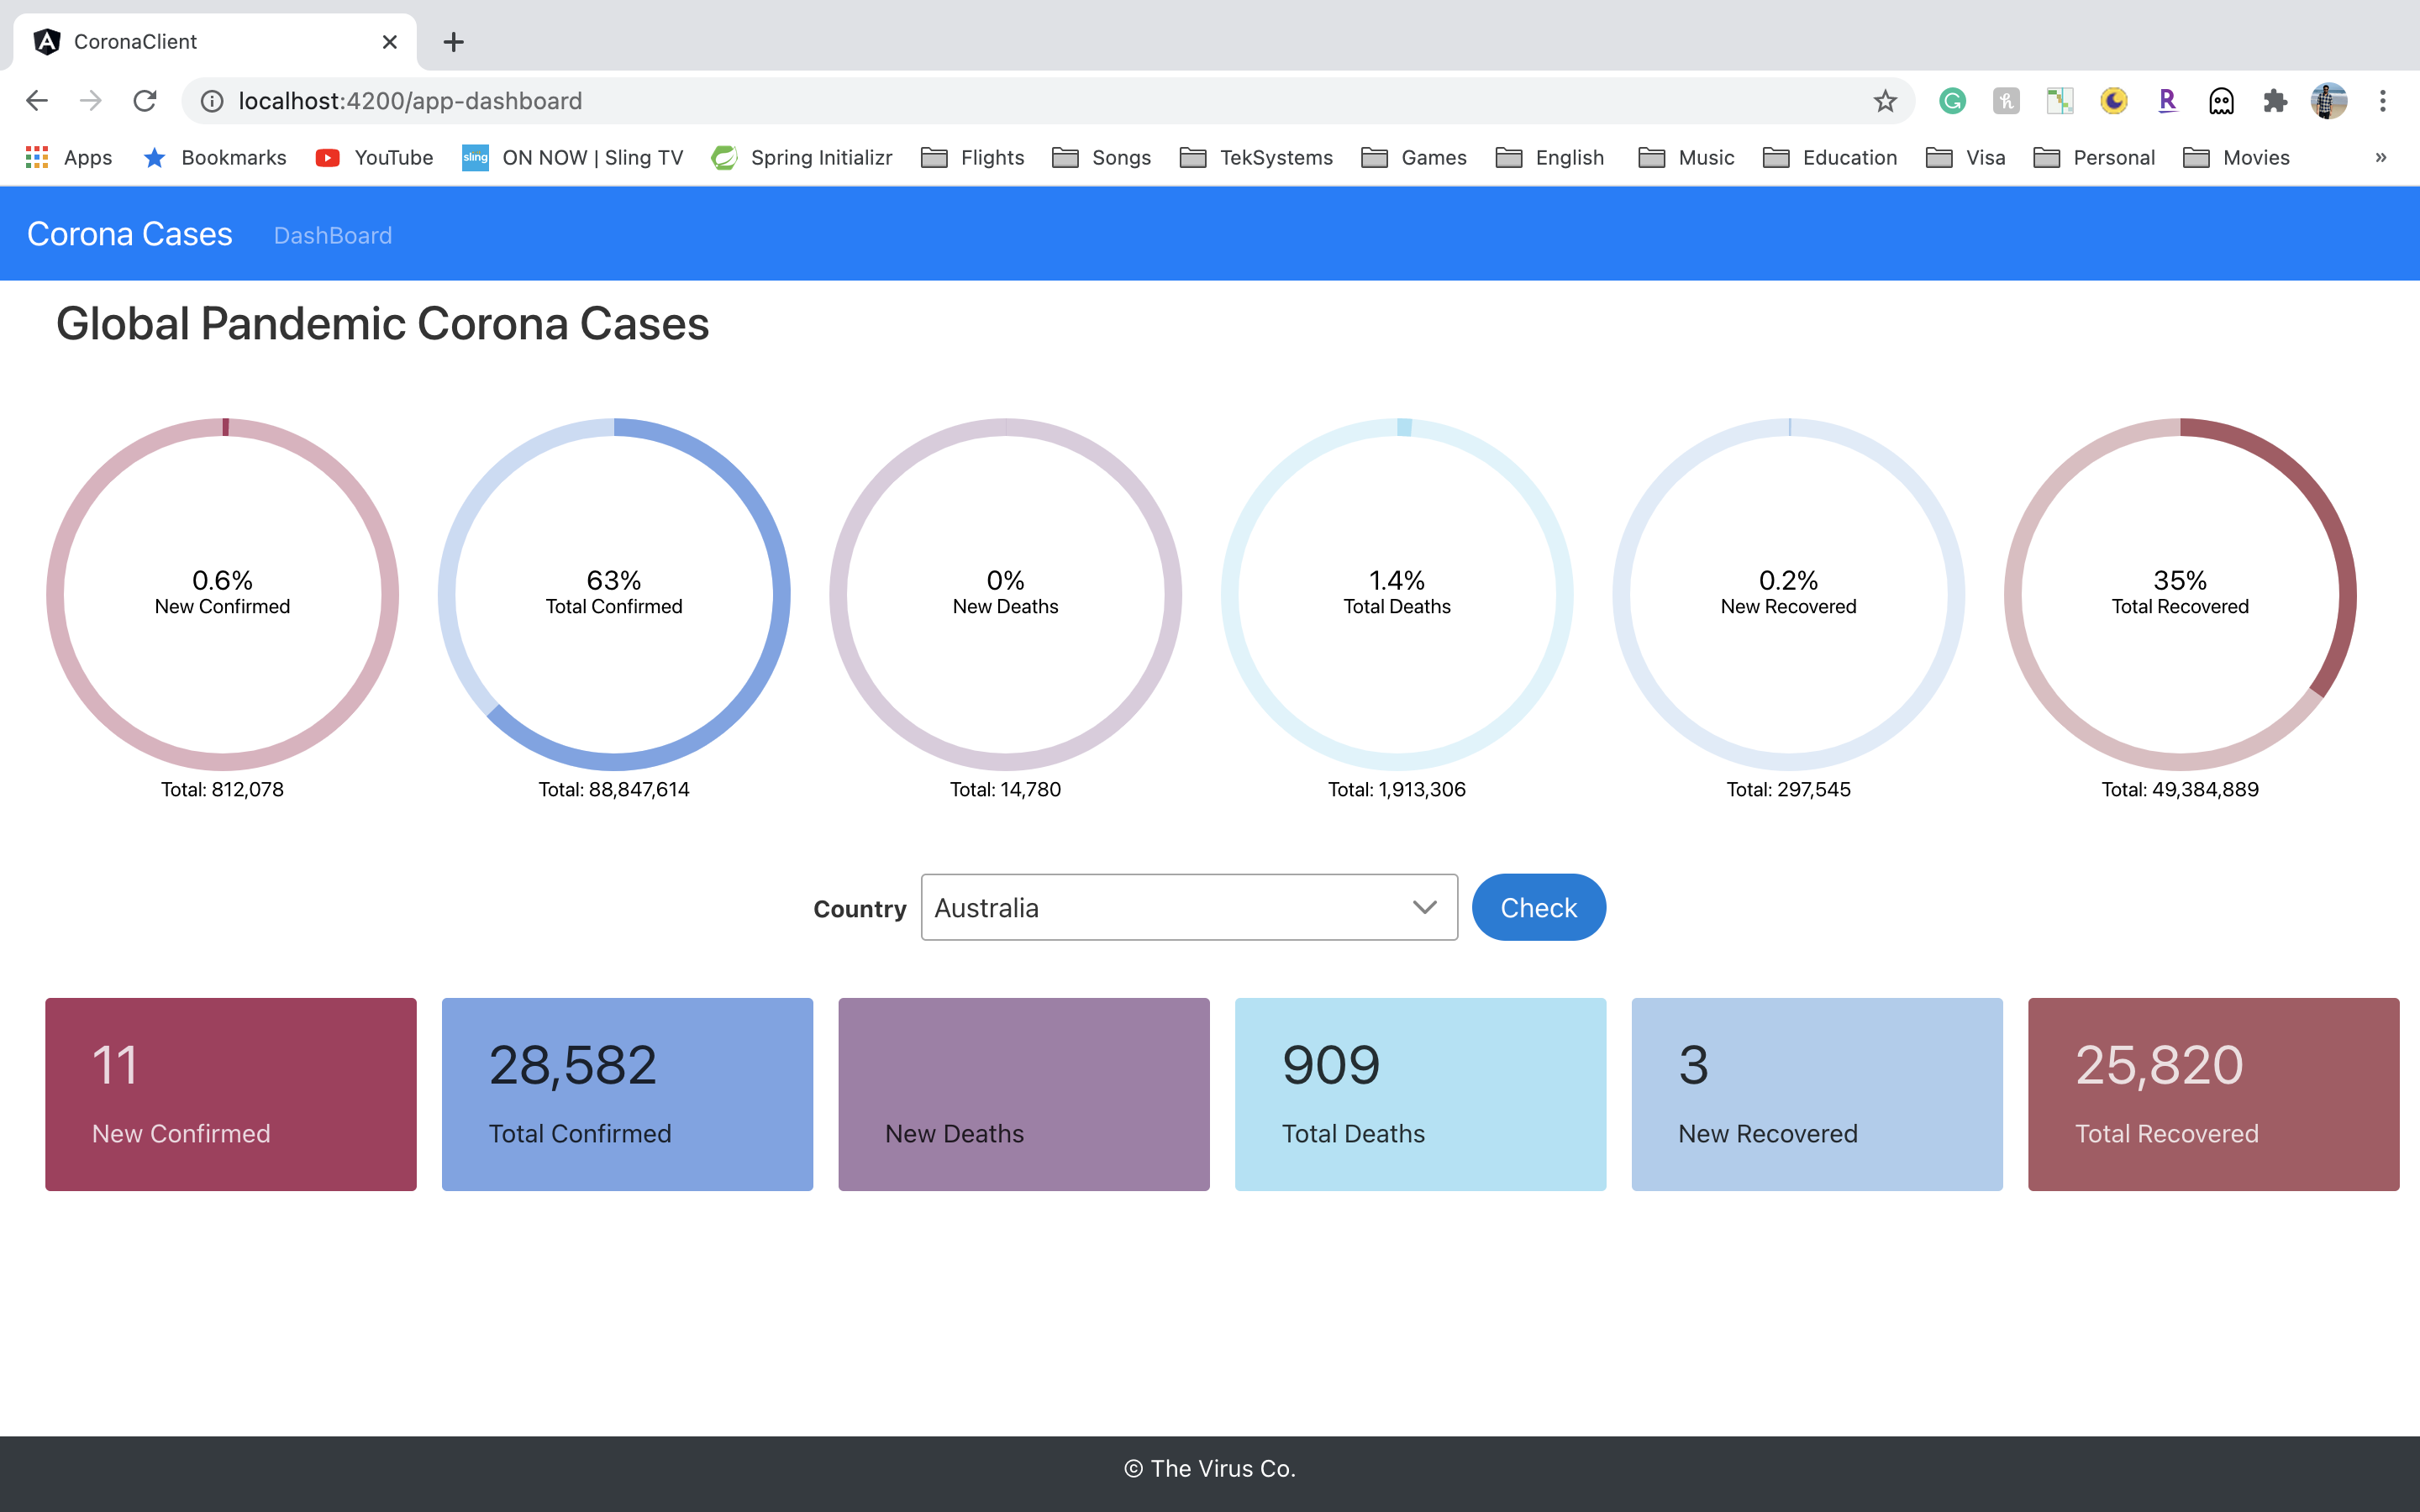 CoronaClient
localhost:4200/app-dashboard
Apps Bookmarks YouTube sling ON NOW | Sling TV Spring Initializr Flights Songs TekSystems Games English Music Education Visa Personal Movies »
Corona Cases DashBoard
Global Pandemic Corona Cases
0.6% 63% 0% 1.4% 0.2% 35%
New Confirmed Total Confirmed New Deaths Total Deaths New Recovered Total Recovered
Total: 812,078 Total: 88,847,614 Total: 14,780 Total: 1,913,306 Total: 297,545 Total: 49,384,889
Country Australia Check
11 28,582 909 3 25,820
New Confirmed Total Confirmed New Deaths Total Deaths New Recovered Total Recovered
© The Virus Co.